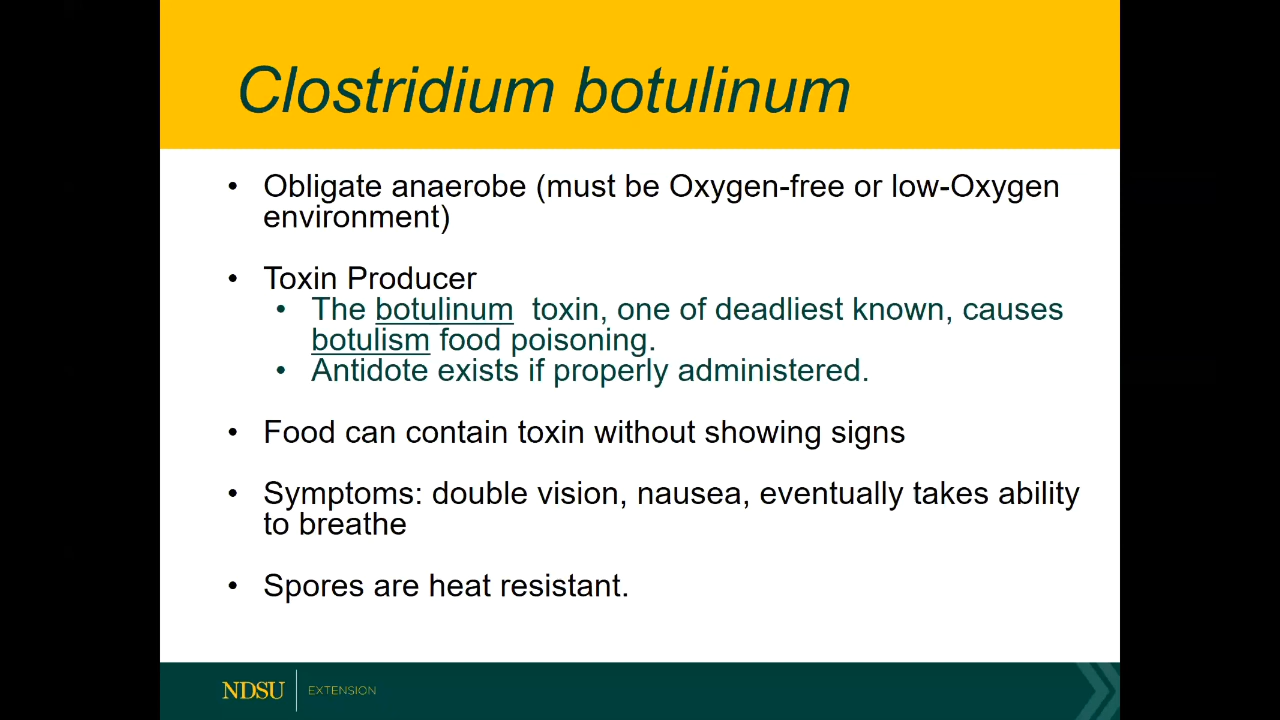 Clostridium botulinum
• Obligate anaerobe (must be Oxygen-free or low-Oxygen
environment)
• Toxin Producer
• The botulinum toxin, one of deadliest known, causes
botulism food poisoning.
• Antidote exists if properly administered.
• Food can contain toxin without showing signs
• Symptoms: double vision, nausea, eventually takes ability
to breathe
• Spores are heat resistant.
NDSU EXTENSION